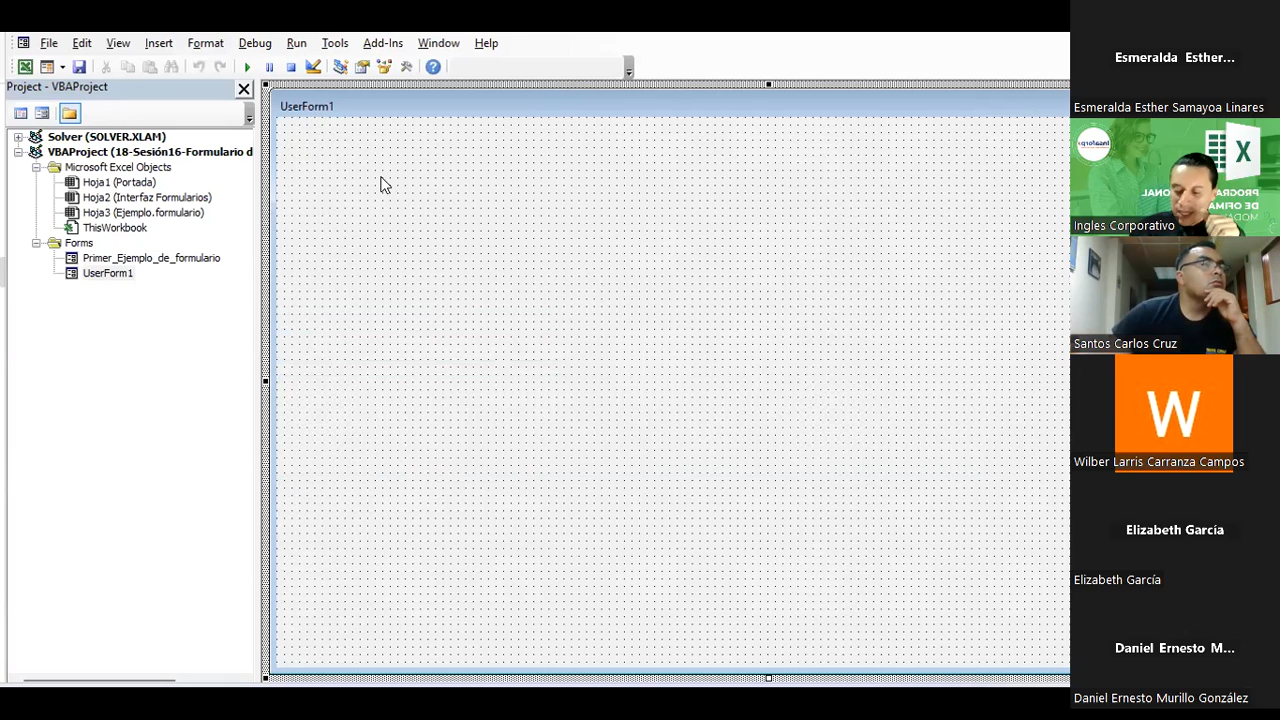 File Edit View Insert Format Debug Run Tools Add-Ins Window Help
Project - VBAProject
Solver (SOLVER.XLAM)
VBAProject (18-Sesión16-Formulario d
Microsoft Excel Objects
Hoja1 (Portada)
Hoja2 (Interfaz Formularios)
Hoja3 (Ejemplo.formulario)
ThisWorkbook
Forms
Primer_Ejemplo_de_formulario
UserForm1
UserForm1
Esmeralda Esther...
Esmeralda Esther Samayoa Linares
X
Ingles Corporativo
Santos Carlos Cruz
W
Wilber Larris Carranza Campos
Elizabeth García
Elizabeth García
Daniel Ernesto M...
Daniel Ernesto Murillo González